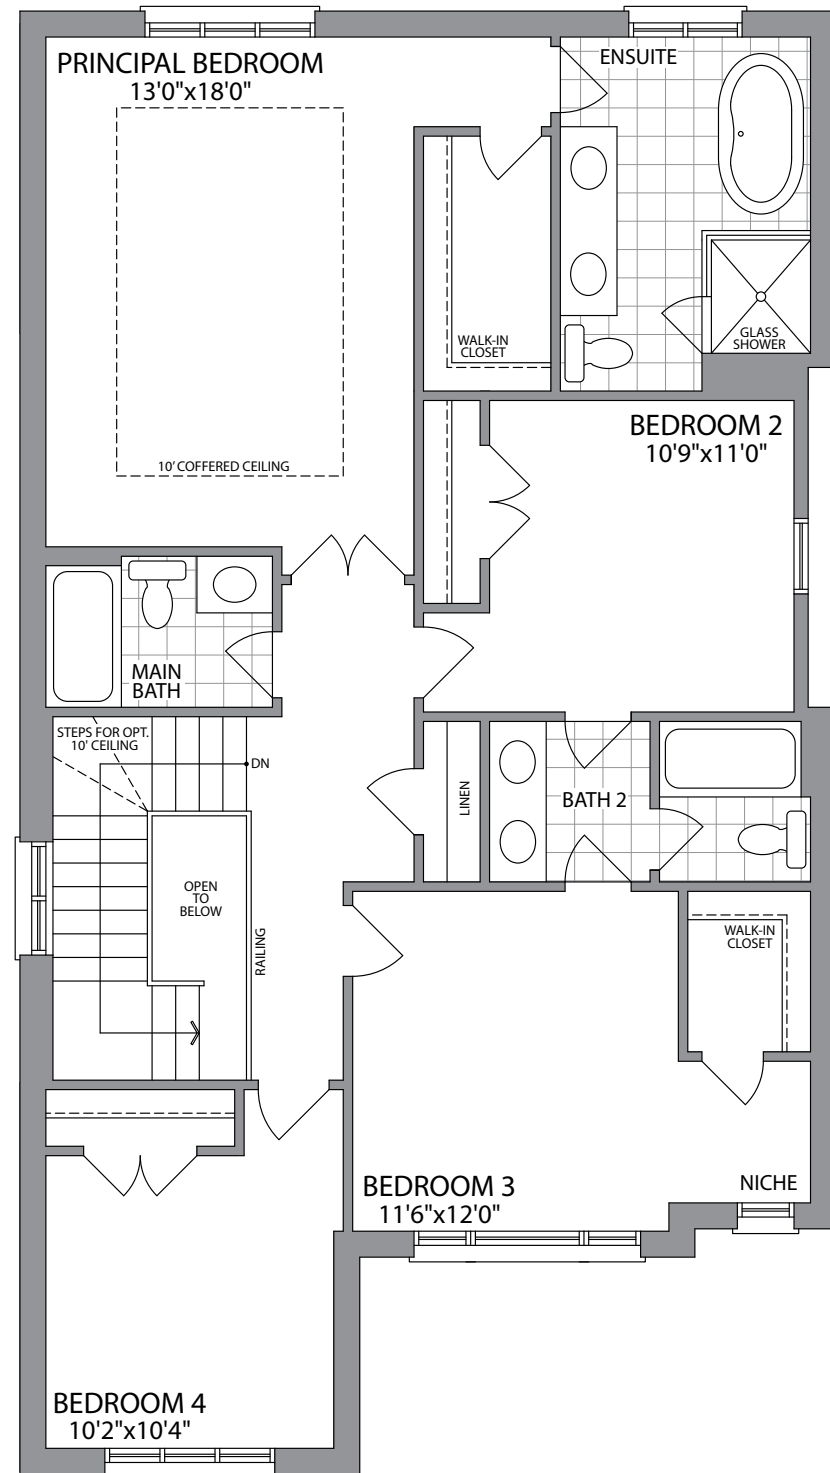 PRINCIPAL BEDROOM
13'0"x18'0"
ENSUITE
WALK-IN
CLOSET
GLASS
SHOWER
10' COFFERED CEILING
BEDROOM 2
10'9"x11'0"
MAIN
BATH
STEPS FOR OPT.
10' CEILING
DN
LINEN
BATH 2
OPEN
TO
BELOW
RAILING
WALK-IN
CLOSET
BEDROOM 3
11'6"x12'0"
NICHE
BEDROOM 4
10'2"x10'4"